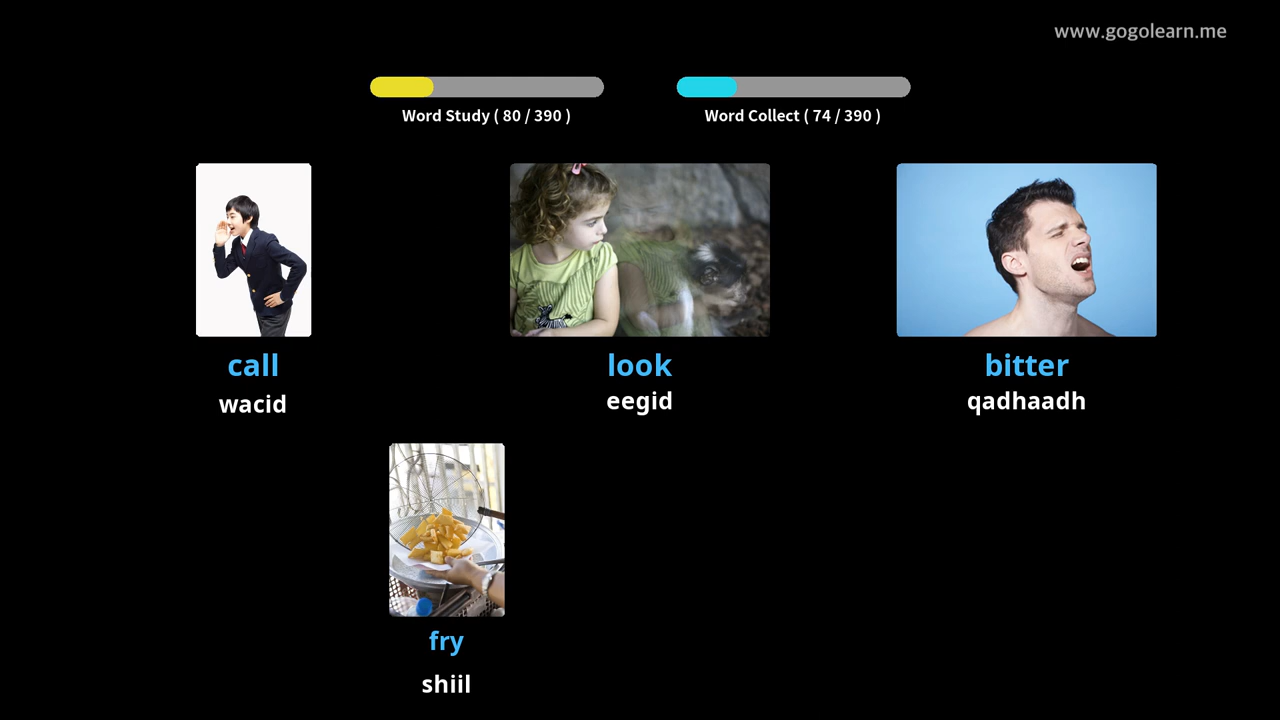 www.gogolearn.me
Word Study ( 80 / 390 )
Word Collect ( 74 / 390 )
call
wacid
look
eegid
bitter
qadhaadh
fry
shiil